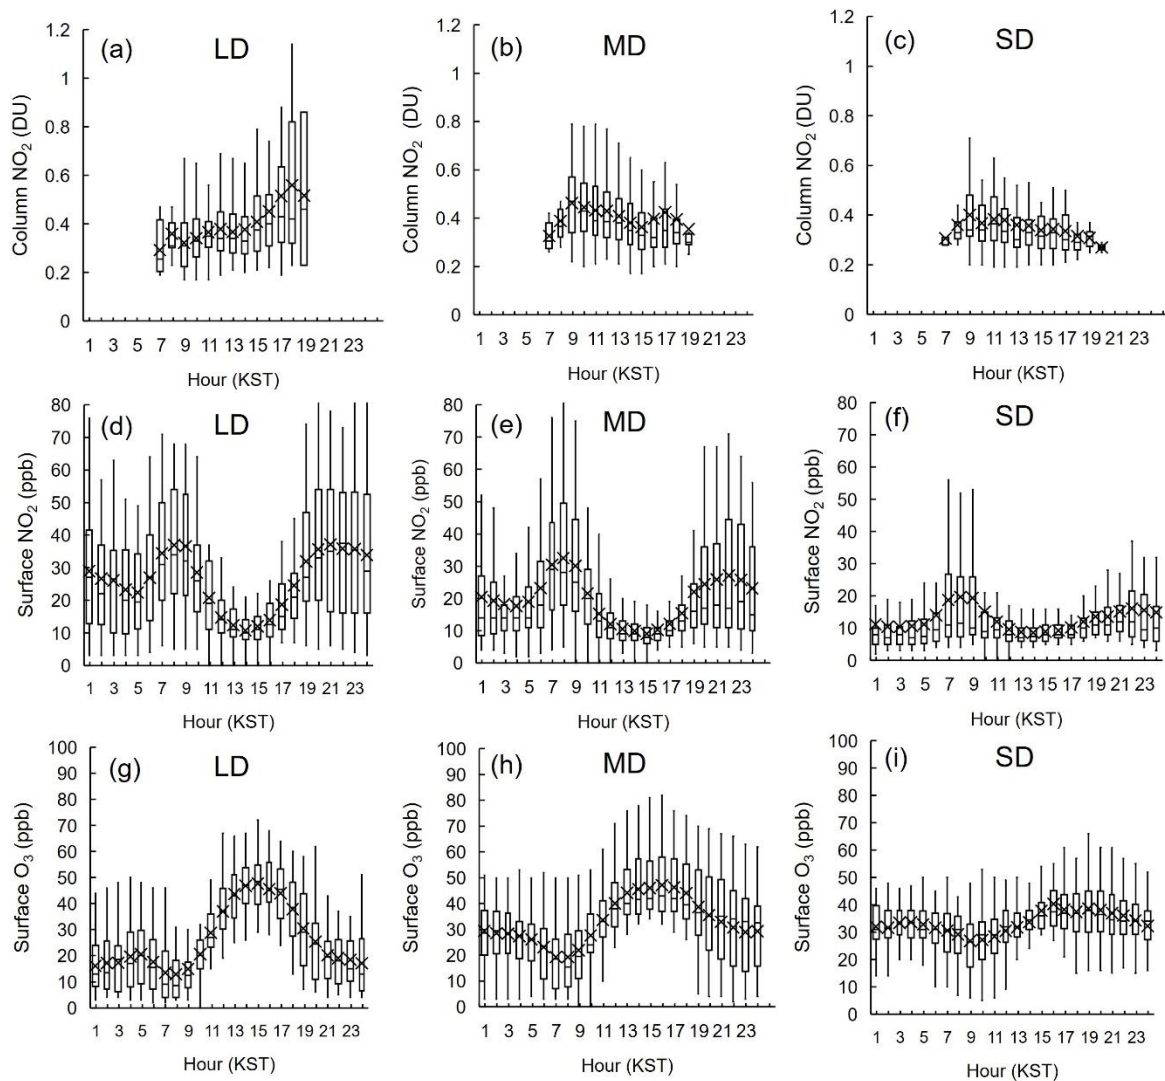 (a) LD
1.2
1
0.8
0.6
0.4
0.2
0
Column NO₂ (DU)
1 3 5 7 9 11 13 15 17 19 21 23
Hour (KST)
(b) MD
1.2
1
0.8
0.6
0.4
0.2
0
Column NO₂ (DU)
1 3 5 7 9 11 13 15 17 19 21 23
Hour (KST)
(c) SD
1.2
1
0.8
0.6
0.4
0.2
0
Column NO₂ (DU)
1 3 5 7 9 11 13 15 17 19 21 23
Hour (KST)
(d) LD
80
70
60
50
40
30
20
10
0
Surface NO₂ (ppb)
1 3 5 7 9 11 13 15 17 19 21 23
Hour (KST)
(e) MD
80
70
60
50
40
30
20
10
0
Surface NO₂ (ppb)
1 3 5 7 9 11 13 15 17 19 21 23
Hour (KST)
(f) SD
80
70
60
50
40
30
20
10
0
Surface NO₂ (ppb)
1 3 5 7 9 11 13 15 17 19 21 23
Hour (KST)
(g) LD
100
90
80
70
60
50
40
30
20
10
0
Surface O₃ (ppb)
1 3 5 7 9 11 13 15 17 19 21 23
Hour (KST)
(h) MD
100
90
80
70
60
50
40
30
20
10
0
Surface O₃ (ppb)
1 3 5 7 9 11 13 15 17 19 21 23
Hour (KST)
(i) SD
100
90
80
70
60
50
40
30
20
10
0
Surface O₃ (ppb)
1 3 5 7 9 11 13 15 17 19 21 23
Hour (KST)